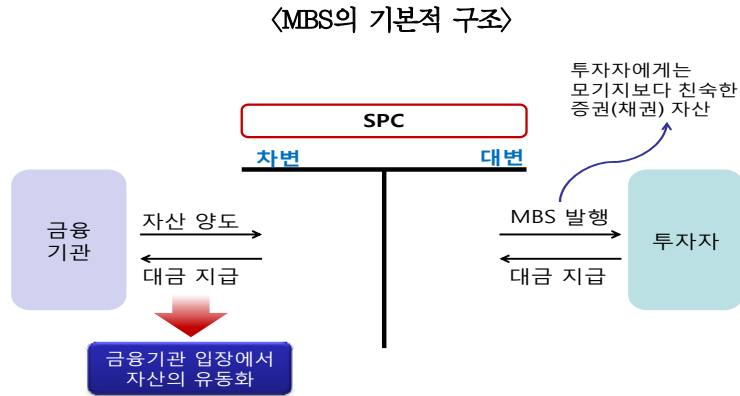 <MBS의 기본적 구조>
투자자에게는
모기지보다 친숙한
증권(채권) 자산
SPC
차변
대변
금융
기관
자산 양도
대금 지급
MBS 발행
대금 지급
투자자
금융기관 입장에서
자산의 유동화